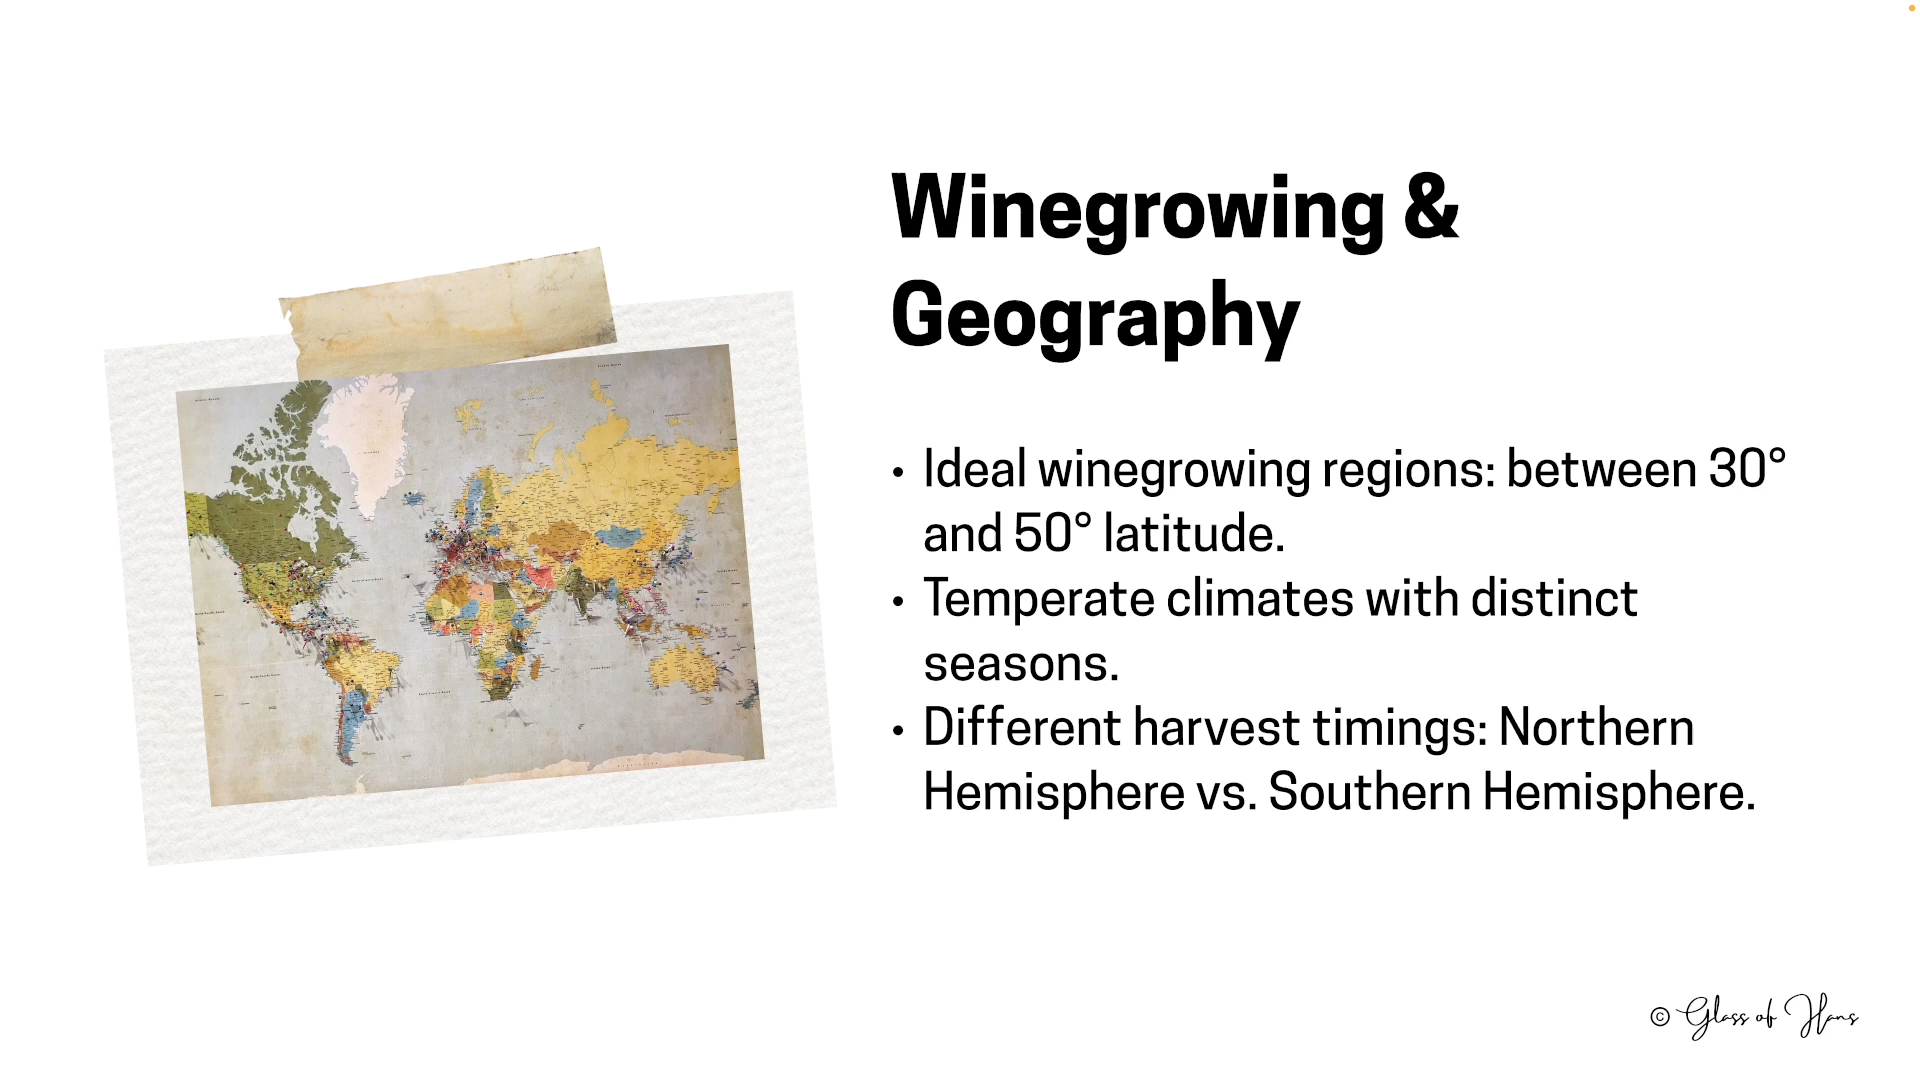 Winegrowing &
Geography
• Ideal winegrowing regions: between 30°
and 50° latitude.
• Temperate climates with distinct
seasons.
• Different harvest timings: Northern
Hemisphere vs. Southern Hemisphere.
© Glass of Hans